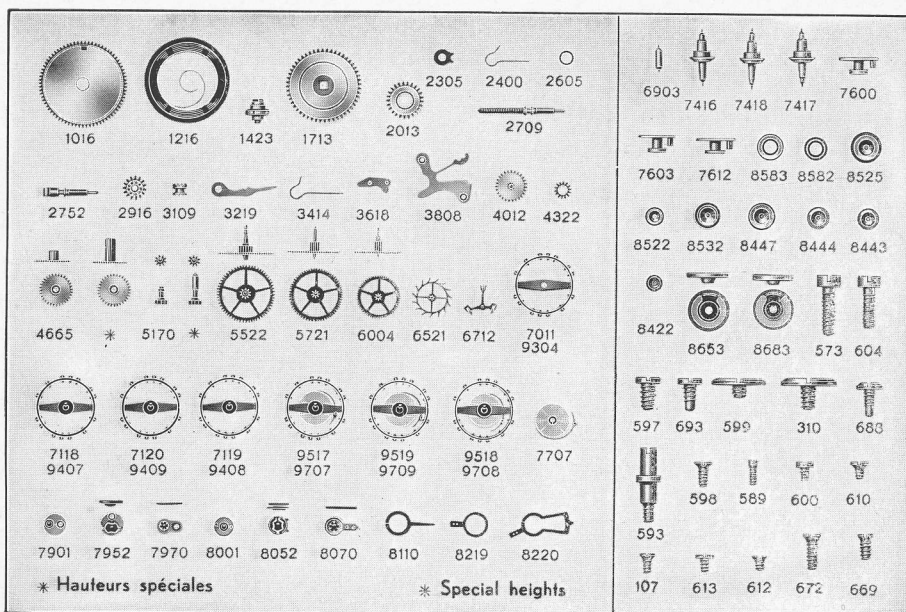 2305 2400 2605
1016 1216 1423 1713 2013 2709
2752 2916 3109 3219 3414 3618 3808 4012 4322
4665 * 5170 * 5522 5721 6004 6521 6712 7011
9304
7118 7120 7119 9517 9519 9518 7707
9407 9409 9408 9707 9709 9708
7901 7952 7970 8001 8052 8070 8110 8219 8220
* Hauteurs spéciales * Special heights
6903 7416 7418 7417 7600
7603 7612 8583 8582 8525
8522 8532 8447 8444 8443
8422 8653 8683 573 604
597 693 599 310 688
593 598 589 600 610
107 613 612 672 669